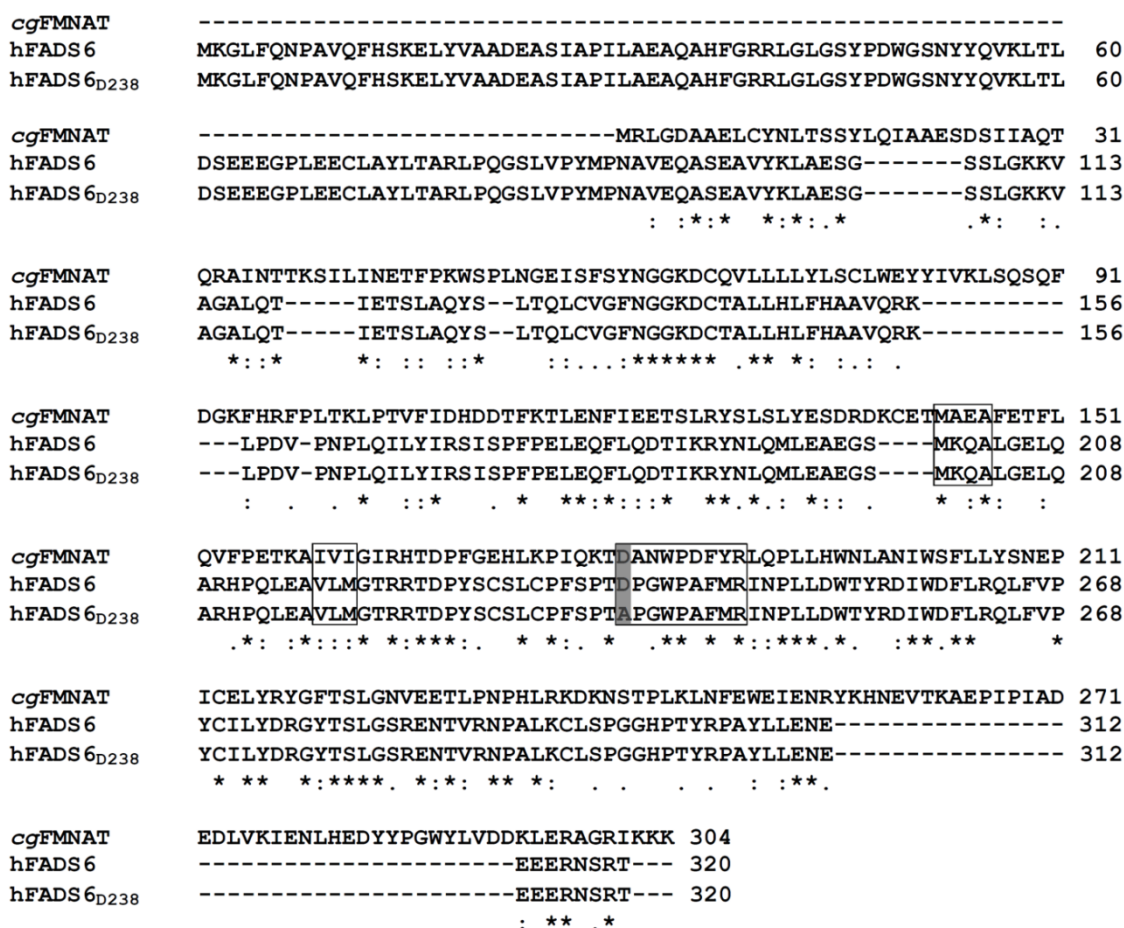 cgFMNAT ------------------------------------------------------------
hFADS6 MKGLFQNPAVQFHSKELYVAADEASIAPILAEAQAHFGRRLGLGSYPDWGSNYYQVKLTL 60
hFADS6D238 MKGLFQNPAVQFHSKELYVAADEASIAPILAEAQAHFGRRLGLGSYPDWGSNYYQVKLTL 60
cgFMNAT -----------------------------MRLGDAAELCYNLTSSYLQIAAESDSIIAQT 31
hFADS6 DSEEEGPLEECLAYLTARLPQGSLVPYMPNAVEQASEAVYKLAESG-------SSLGKKV 113
hFADS6D238 DSEEEGPLEECLAYLTARLPQGSLVPYMPNAVEQASEAVYKLAESG-------SSLGKKV 113
: :*:* *:*:.* .*: :.
cgFMNAT QRAINTTKSILINETFPKWSPLNGEISFSYNGGKDCQVLLLLYLSCLWEYYIVKLSQSQF 91
hFADS6 AGALQT-----IETSLAQYS--LTQLCVGFNGGKDCTALLHLFHAAVQRK---------- 156
hFADS6D238 AGALQT-----IETSLAQYS--LTQLCVGFNGGKDCTALLHLFHAAVQRK---------- 156
*::* *: :: ::* ::...:****** .** *: :.: .
cgFMNAT DGKFHRFPLTKLPTVFIDHDDTFKTLENFIEETSLRYSLSLYESDRDKCETMAEAFETFL 151
hFADS6 ---LPDV-PNPLQILYIRSISPFPELEQFLQDTIKRYNLQMLEAEGS----MKQALGELQ 208
hFADS6D238 ---LPDV-PNPLQILYIRSISPFPELEQFLQDTIKRYNLQMLEAEGS----MKQALGELQ 208
: . . * ::* . * **:*:::* **.*.: *:: . * :*: :
cgFMNAT QVFPETKAIVIGIRHTDPFGEHLKPIQKTDANWPDFYRLQPLLHWNLANIWSFLLYSNEP 211
hFADS6 ARHPQLEAVLMGTRRTDPYSCSLCPFSPTDPGWPAFMRINPLLDWTYRDIWDFLRQLFVP 268
hFADS6D238 ARHPQLEAVLMGTRRTDPYSCSLCPFSPTAPGWPAFMRINPLLDWTYRDIWDFLRQLFVP 268
.*: :*:::* *:***:. * *:. * .** * *::***.*. :**.** *
cgFMNAT ICELYRYGFTSLGNVEETLPNPHLRKDKNSTPLKLNFEWEIENRYKHNEVTKAEPIPIAD 271
hFADS6 YCILYDRGYTSLGSRENTVRNPALKCLSPGGHPTYRPAYLLENE---------------- 312
hFADS6D238 YCILYDRGYTSLGSRENTVRNPALKCLSPGGHPTYRPAYLLENE---------------- 312
* ** *:****. *:*: ** *: . . . . : :**.
cgFMNAT EDLVKIENLHEDYYPGWYLVDDKLERAGRIKKK 304
hFADS6 ----------------------EEERNSRT--- 320
hFADS6D238 ----------------------EEERNSRT--- 320
: ** .*